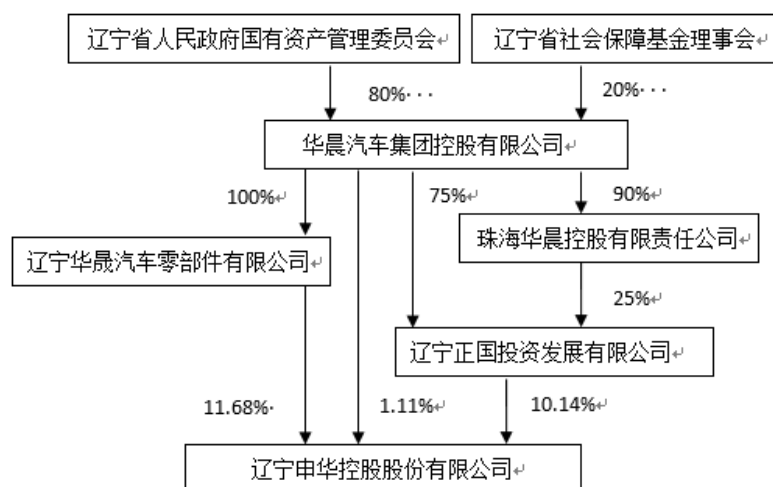 辽宁省人民政府国有资产管理委员会↵ 辽宁省社会保障基金理事会↵
80%··· 20%···
华晨汽车集团控股有限公司↵
100%↵ 75%↵ 90%↵
珠海华晨控股有限责任公司↵
辽宁华晟汽车零部件有限公司↵
25%↵
辽宁正国投资发展有限公司↵
11.68%· 1.11%↵ 10.14%↵
辽宁申华控股股份有限公司↵